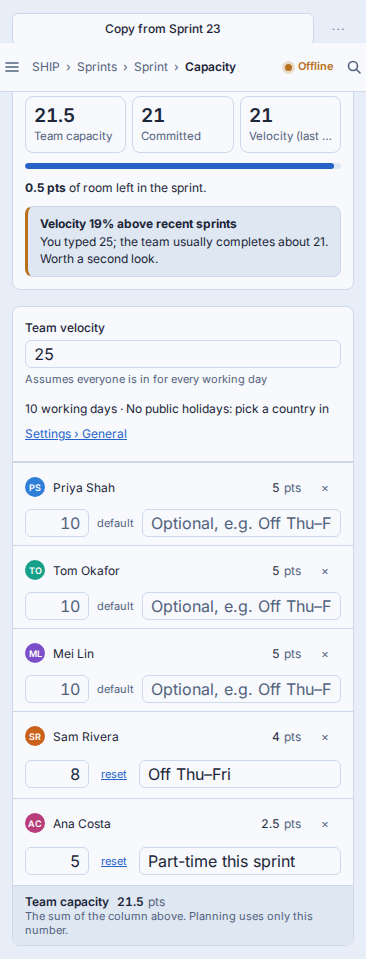 Copy from Sprint 23
...
SHIP › Sprints › Sprint › Capacity
Offline
21.5
Team capacity
21
Committed
21
Velocity (last ...
0.5 pts of room left in the sprint.
Velocity 19% above recent sprints
You typed 25; the team usually completes about 21.
Worth a second look.
Team velocity
25
Assumes everyone is in for every working day
10 working days · No public holidays: pick a country in
Settings › General
PS Priya Shah 5 pts ×
10 default Optional, e.g. Off Thu–F
TO Tom Okafor 5 pts ×
10 default Optional, e.g. Off Thu–F
ML Mei Lin 5 pts ×
10 default Optional, e.g. Off Thu–F
SR Sam Rivera 4 pts ×
8 reset Off Thu–Fri
AC Ana Costa 2.5 pts ×
5 reset Part-time this sprint
Team capacity 21.5 pts
The sum of the column above. Planning uses only this
number.